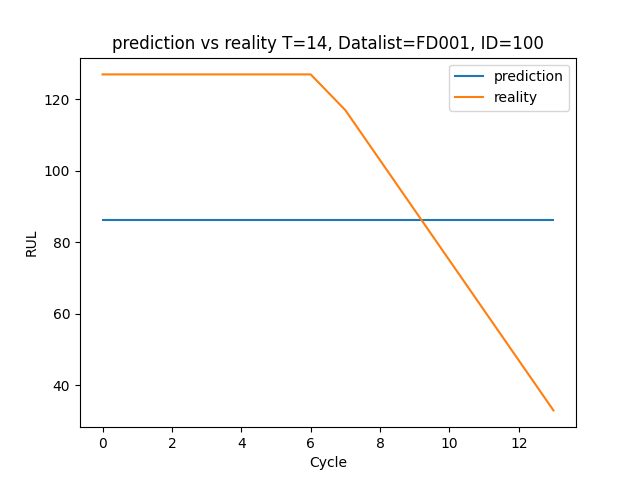 prediction vs reality T=14, Datalist=FD001, ID=100
prediction
reality
RUL
120
100
80
60
40
0 2 4 6 8 10 12
Cycle